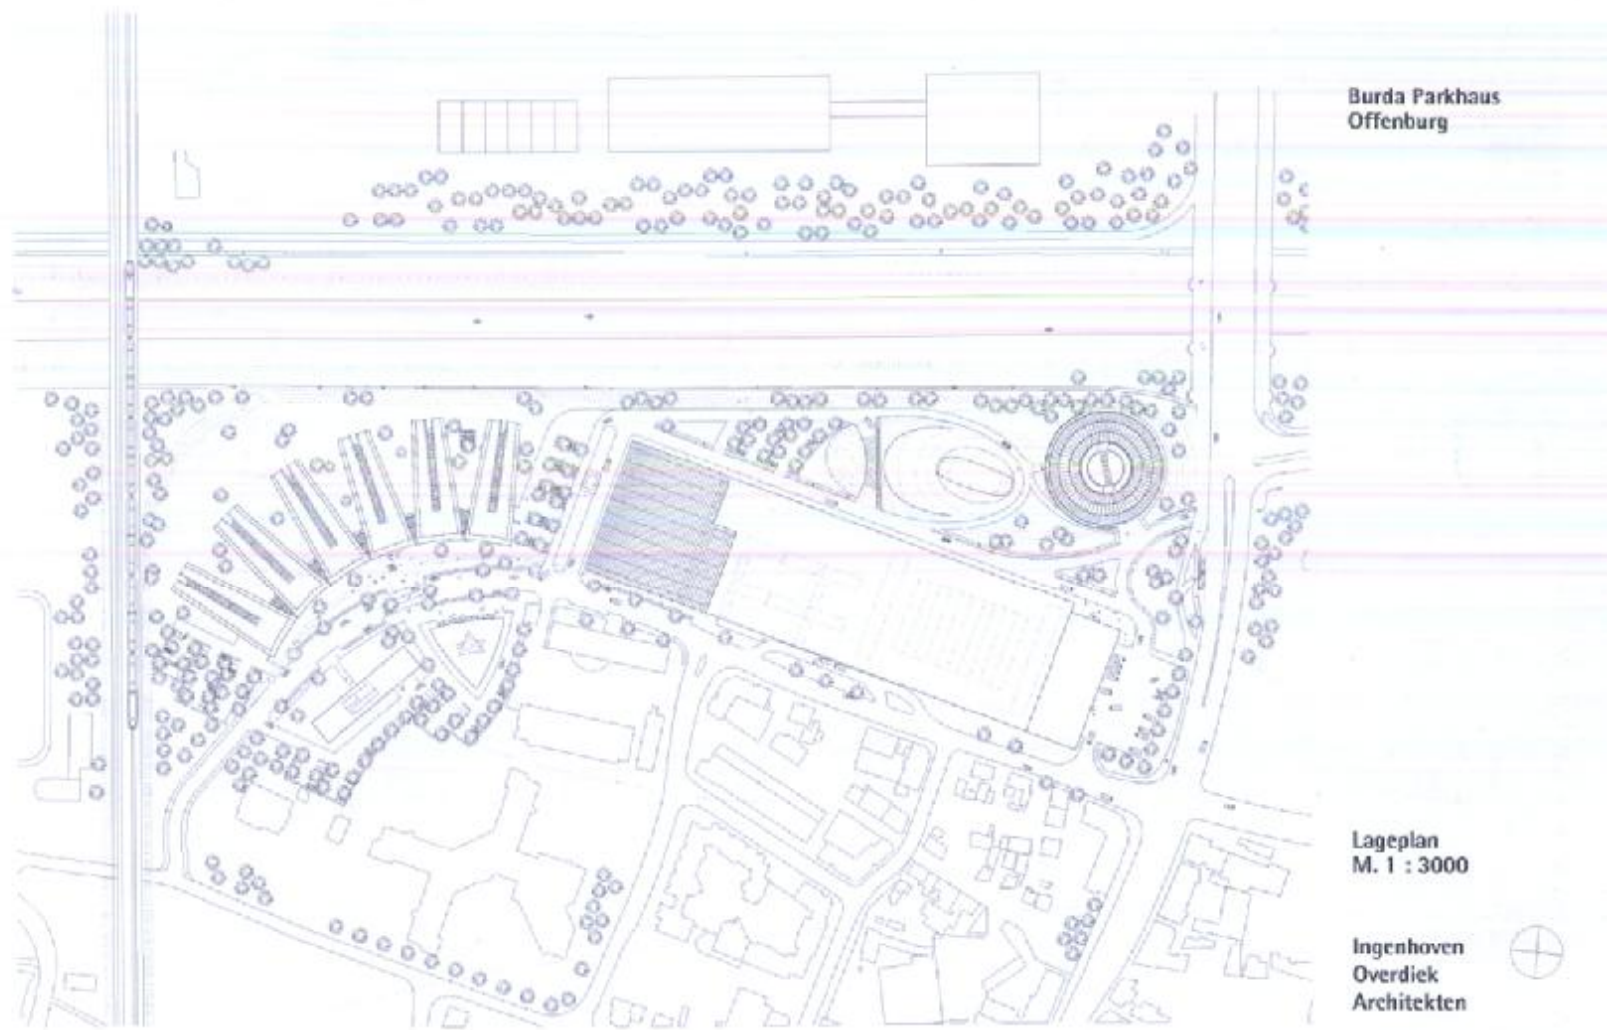 Burda Parkhaus
Offenburg
Lageplan
M. 1 : 3000
Ingenhoven
Overdiek
Architekten